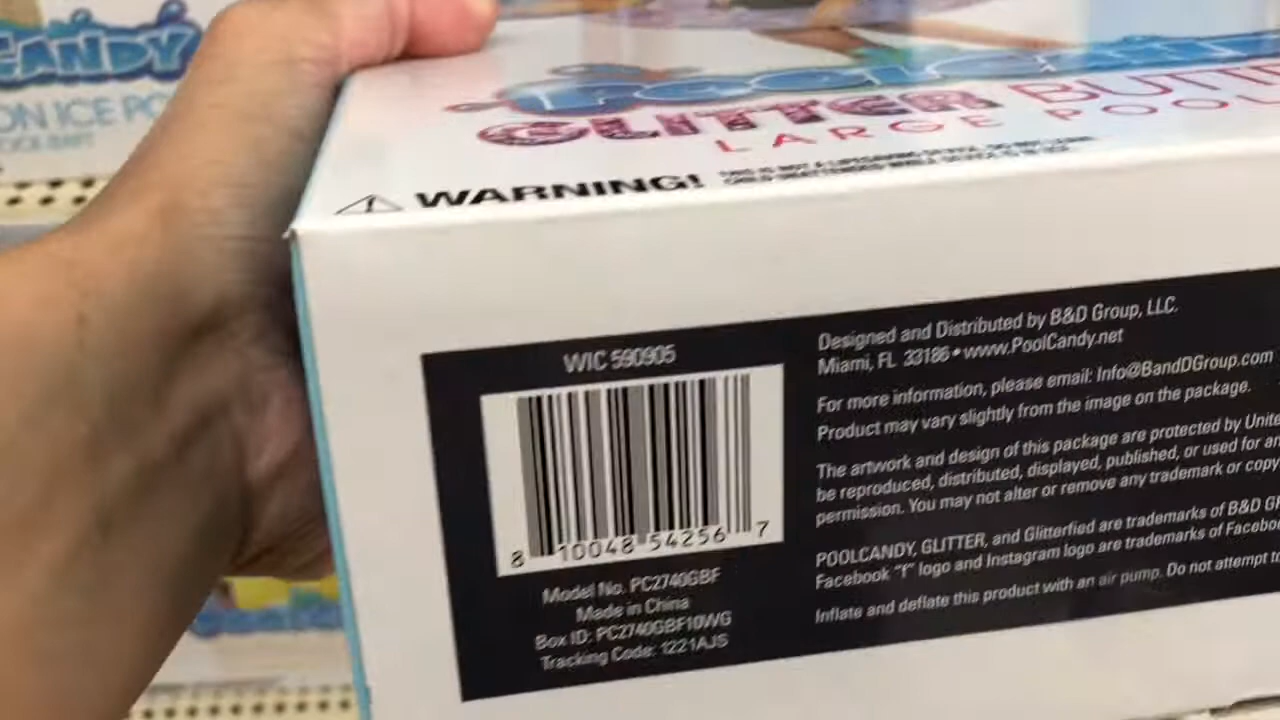 CANDY
ON ICE PO
GLITTER BUTT
LARGE POOL
WARNING!
WIC 590905
8 10048 54256 7
Model No. PC2740GBF
Made in China
Box ID: PC2740GBF10WG
Tracking Code: 1221AJS
Designed and Distributed by B&D Group, LLC.
Miami, FL 33186 • www.PoolCandy.net
For more information, please email: Info@BandDGroup.com
Product may vary slightly from the image on the package.
The artwork and design of this package are protected by Unite
be reproduced, distributed, displayed, published, or used for an
permission. You may not alter or remove any trademark or copy
POOLCANDY, GLITTER, and Glitterfied are trademarks of B&D G
Facebook "f" logo and Instagram logo are trademarks of Facebo
Inflate and deflate this product with an air pump. Do not attempt t